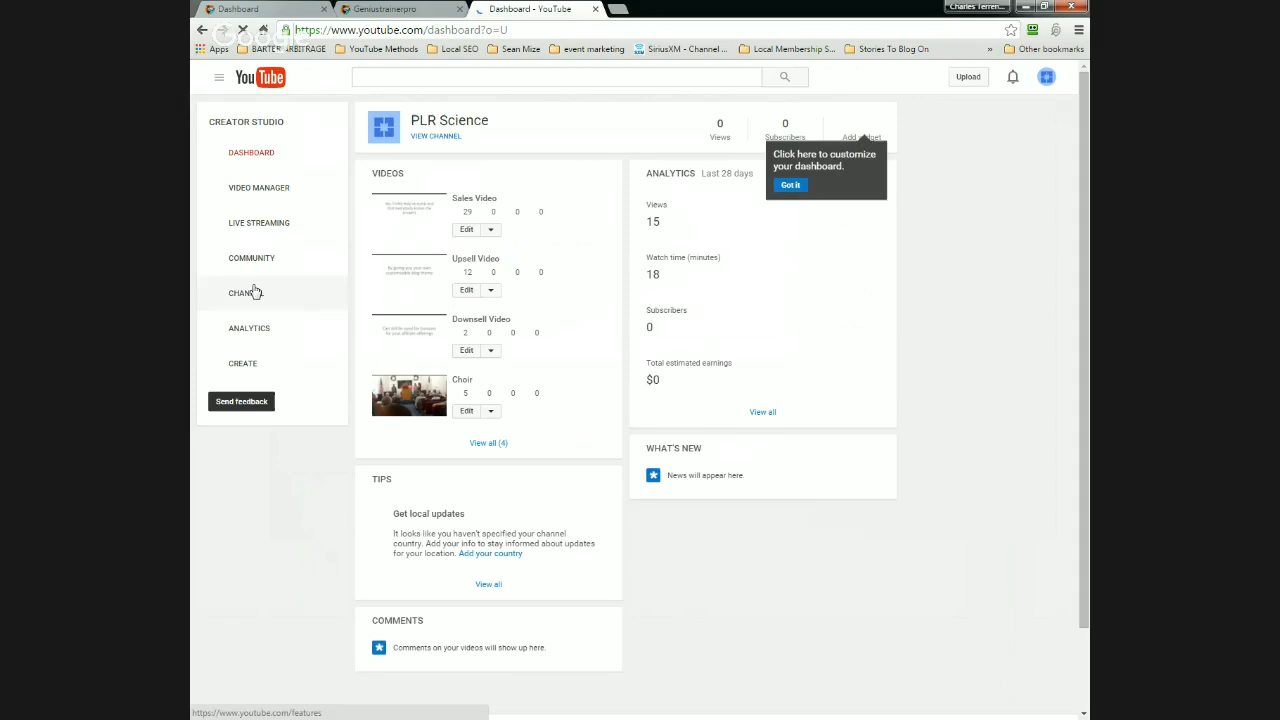 Dashboard
Geniustrainerpro
Dashboard - YouTube
Charles Terren...
Google
https://www.youtube.com/dashboard?o=U
Apps
BARTER ARBITRAGE
YouTube Methods
Local SEO
Sean Mize
event marketing
SiriusXM - Channel ...
Local Membership S...
Stories To Blog On
»
Other bookmarks
YouTube
Upload
CREATOR STUDIO
DASHBOARD
VIDEO MANAGER
LIVE STREAMING
COMMUNITY
CHANNEL
ANALYTICS
CREATE
Send feedback
PLR Science
VIEW CHANNEL
0
Views
0
Subscribers
Add widget
Click here to customize
your dashboard.
Got it
VIDEOS
Sales Video
29 0 0 0
Edit
Upsell Video
12 0 0 0
Edit
Downsell Video
2 0 0 0
Edit
Choir
5 0 0 0
Edit
View all (4)
ANALYTICS Last 28 days
Views
15
Watch time (minutes)
18
Subscribers
0
Total estimated earnings
$0
View all
WHAT'S NEW
News will appear here.
TIPS
Get local updates
It looks like you haven't specified your channel
country. Add your info to stay informed about updates
for your location. Add your country
View all
COMMENTS
Comments on your videos will show up here.
https://www.youtube.com/features